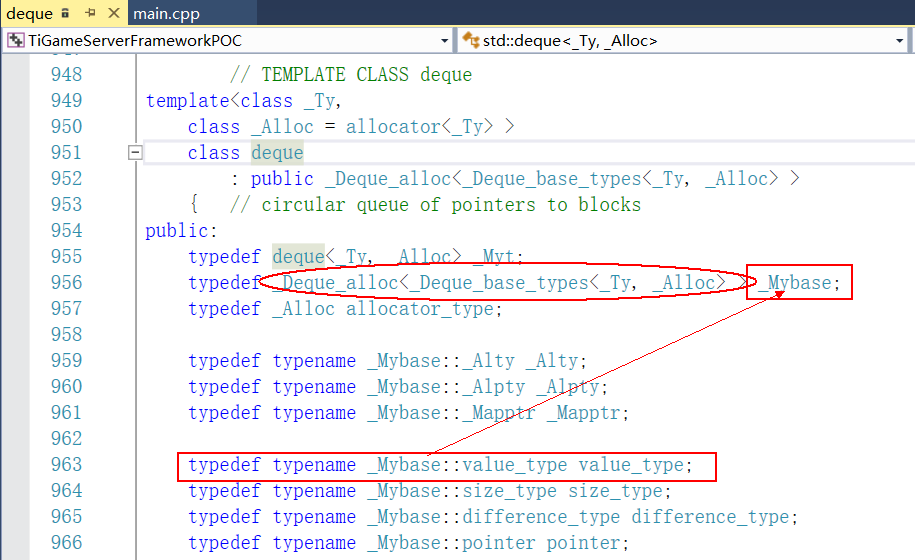 deque main.cpp
TiGameServerFrameworkPOC std::deque<_Ty, _Alloc>
948 // TEMPLATE CLASS deque
949 template<class _Ty,
950 class _Alloc = allocator<_Ty> >
951 class deque
952 : public _Deque_alloc<_Deque_base_types<_Ty, _Alloc> >
953 { // circular queue of pointers to blocks
954 public:
955 typedef deque<_Ty, _Alloc> _Myt;
956 typedef _Deque_alloc<_Deque_base_types<_Ty, _Alloc> > _Mybase;
957 typedef _Alloc allocator_type;
958
959 typedef typename _Mybase::_Alty _Alty;
960 typedef typename _Mybase::_Alpty _Alpty;
961 typedef typename _Mybase::_Mapptr _Mapptr;
962
963 typedef typename _Mybase::value_type value_type;
964 typedef typename _Mybase::size_type size_type;
965 typedef typename _Mybase::difference_type difference_type;
966 typedef typename _Mybase::pointer pointer;